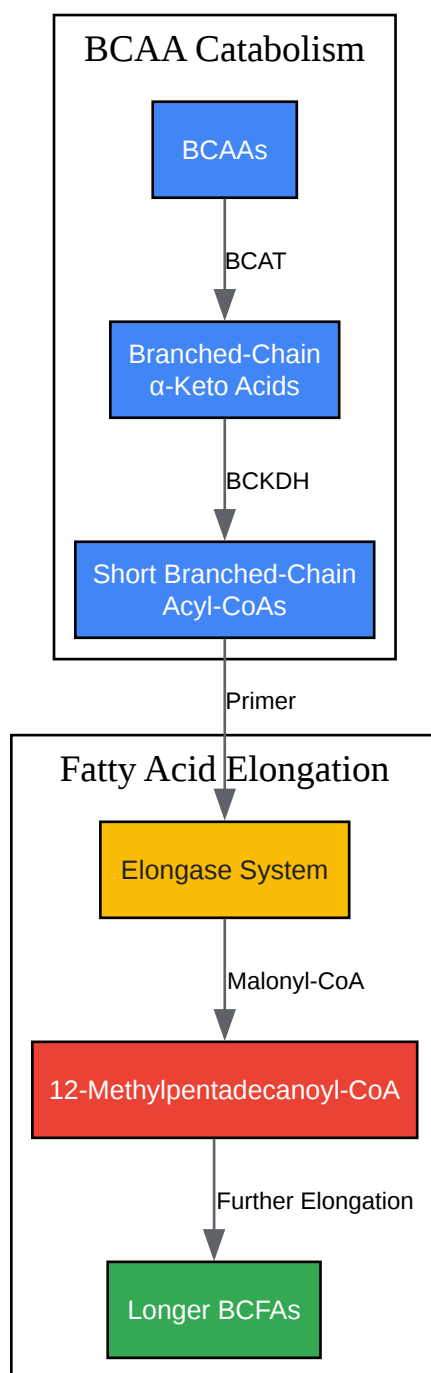 BCAA Catabolism
BCAAs
BCAT
Branched-Chain
α-Keto Acids
BCKDH
Short Branched-Chain
Acyl-CoAs
Primer
Fatty Acid Elongation
Elongase System
Malonyl-CoA
12-Methylpentadecanoyl-CoA
Further Elongation
Longer BCFAs